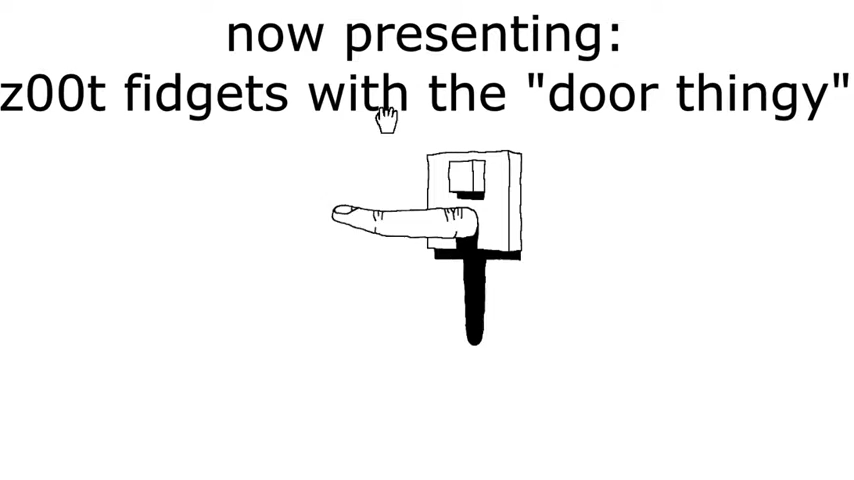 now presenting:
z00t fidgets with the "door thingy"